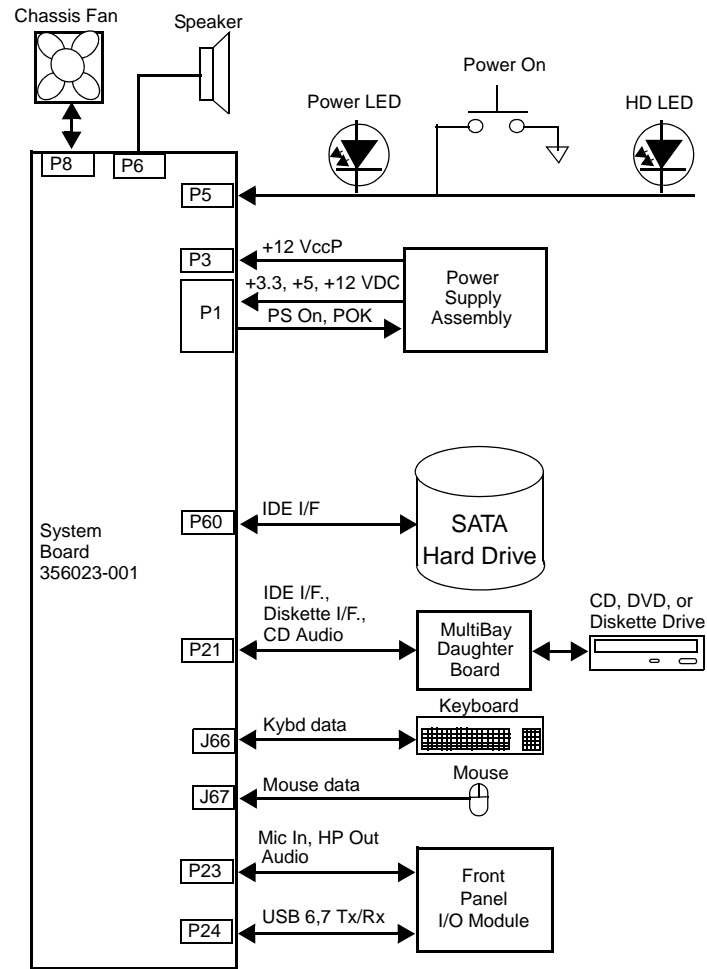 Chassis Fan
Speaker
Power On
Power LED
HD LED
P8
P6
P5
P3
+12 VccP
+3.3, +5, +12 VDC
P1
PS On, POK
Power
Supply
Assembly
P60
IDE I/F
SATA
Hard Drive
System
Board
356023-001
IDE I/F.,
Diskette I/F.,
CD Audio
P21
MultiBay
Daughter
Board
CD, DVD, or
Diskette Drive
Keyboard
J66
Kybd data
Mouse
J67
Mouse data
Mic In, HP Out
Audio
P23
Front
Panel
I/O Module
P24
USB 6,7 Tx/Rx